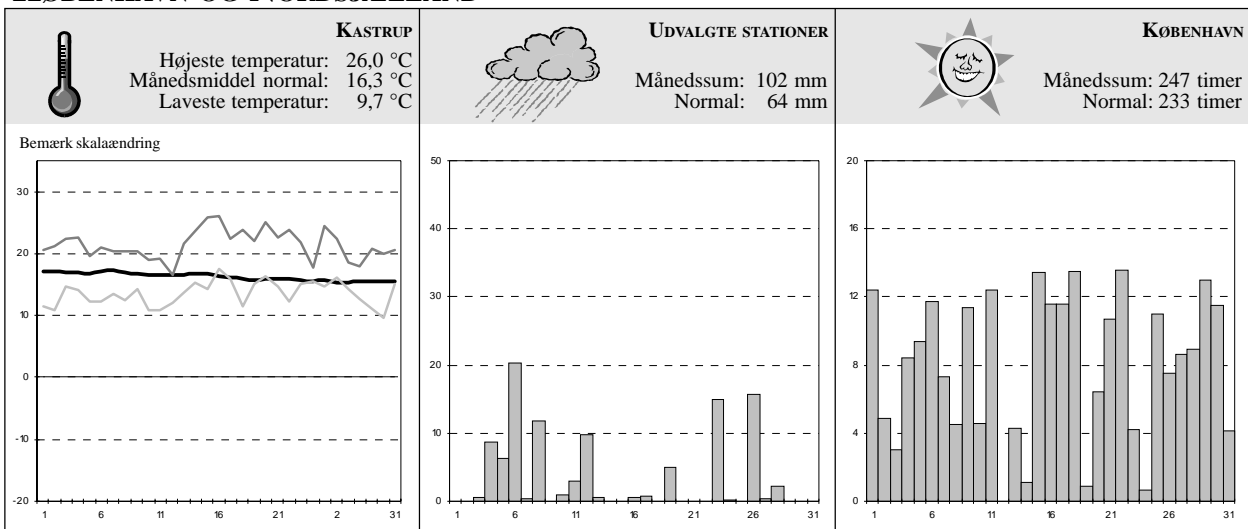 KASTRUP
Højeste temperatur: 26,0 °C
Månedsmiddel normal: 16,3 °C
Laveste temperatur: 9,7 °C
UDVALGTE STATIONER
Månedssum: 102 mm
Normal: 64 mm
KØBENHAVN
Månedssum: 247 timer
Normal: 233 timer
Bemærk skalaændring
30
20
10
0
-10
-20
1 6 11 16 21 2 31
50
40
30
20
10
0
1 6 11 16 21 26 31
20
16
12
8
4
0
1 6 11 16 21 26 31